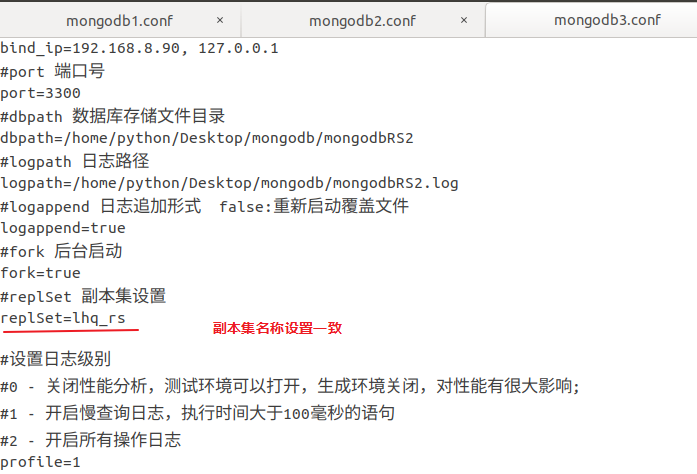 mongodb1.conf × mongodb2.conf × mongodb3.conf
bind_ip=192.168.8.90, 127.0.0.1
#port 端口号
port=3300
#dbpath 数据库存储文件目录
dbpath=/home/python/Desktop/mongodb/mongodbRS2
#logpath 日志路径
logpath=/home/python/Desktop/mongodb/mongodbRS2.log
#logappend 日志追加形式  false:重新启动覆盖文件
logappend=true
#fork 后台启动
fork=true
#replSet 副本集设置
replSet=lhq_rs
副本集名称设置一致
#设置日志级别
#0 - 关闭性能分析，测试环境可以打开，生成环境关闭，对性能有很大影响;
#1 - 开启慢查询日志，执行时间大于100毫秒的语句
#2 - 开启所有操作日志
profile=1